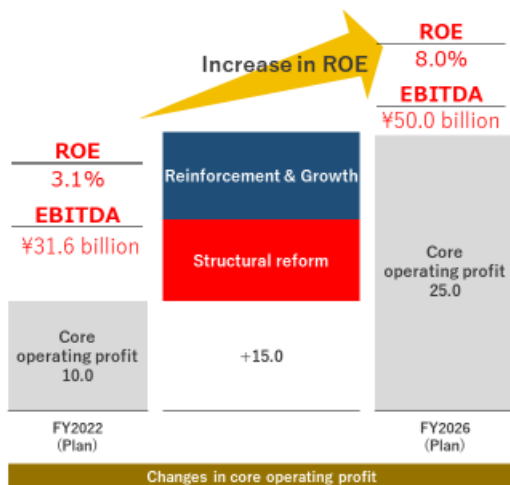 ROE
8.0%
Increase in ROE
EBITDA
¥50.0 billion
ROE
3.1%
EBITDA
¥31.6 billion
Reinforcement & Growth
Structural reform
Core
operating profit
10.0
+15.0
Core
operating profit
25.0
FY2022
(Plan)
FY2026
(Plan)
Changes in core operating profit